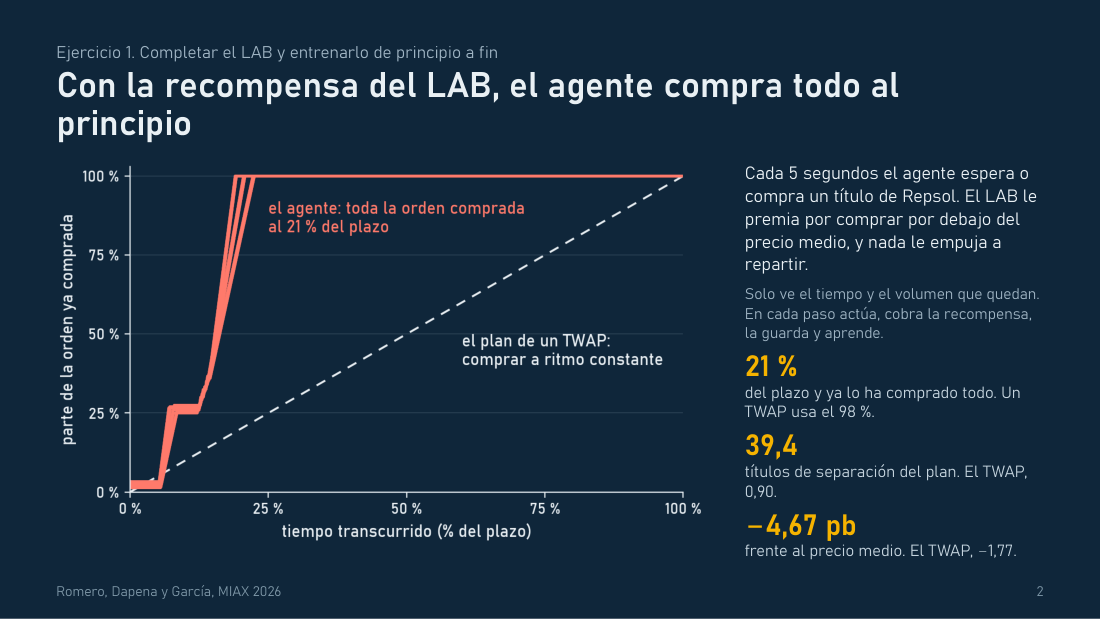 Ejercicio 1. Completar el LAB y entrenarlo de principio a fin
Con la recompensa del LAB, el agente compra todo al
principio
parte de la orden ya comprada
100 %
75 %
50 %
25 %
0 %
el agente: toda la orden comprada
al 21 % del plazo
el plan de un TWAP:
comprar a ritmo constante
0 %
25 %
50 %
75 %
100 %
tiempo transcurrido (% del plazo)
Cada 5 segundos el agente espera o
compra un título de Repsol. El LAB le
premia por comprar por debajo del
precio medio, y nada le empuja a
repartir.
Solo ve el tiempo y el volumen que quedan.
En cada paso actúa, cobra la recompensa,
la guarda y aprende.
21 %
del plazo y ya lo ha comprado todo. Un
TWAP usa el 98 %.
39,4
títulos de separación del plan. El TWAP,
0,90.
−4,67 pb
frente al precio medio. El TWAP, −1,77.
Romero, Dapena y García, MIAX 2026
2